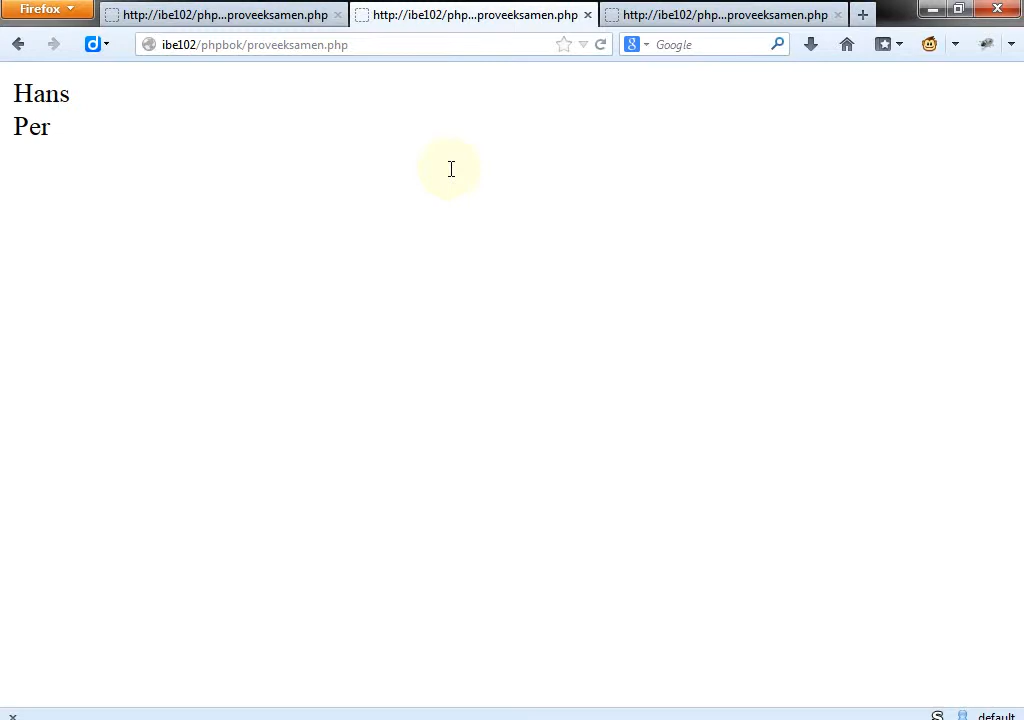 Firefox
http://ibe102/php...proveeksamen.php
http://ibe102/php...proveeksamen.php
http://ibe102/php...proveeksamen.php
ibe102/phpbok/proveeksamen.php
Google
Hans
Per
default